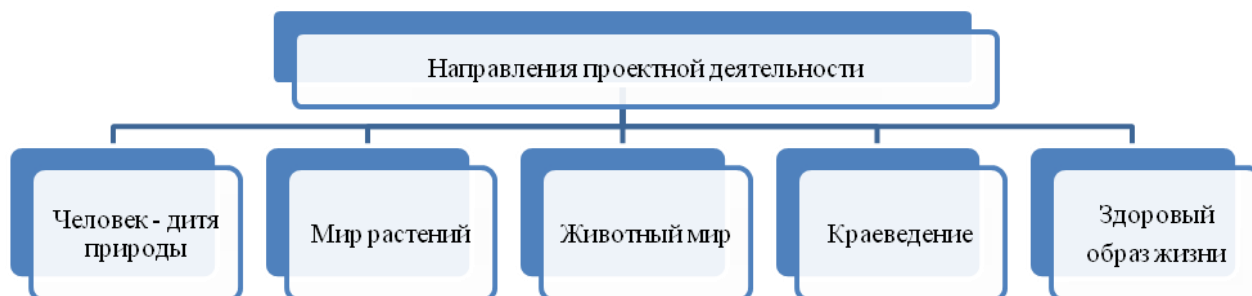 Направления проектной деятельности
Человек - дитя
природы
Мир растений
Животный мир
Краеведение
Здоровый
образ жизни